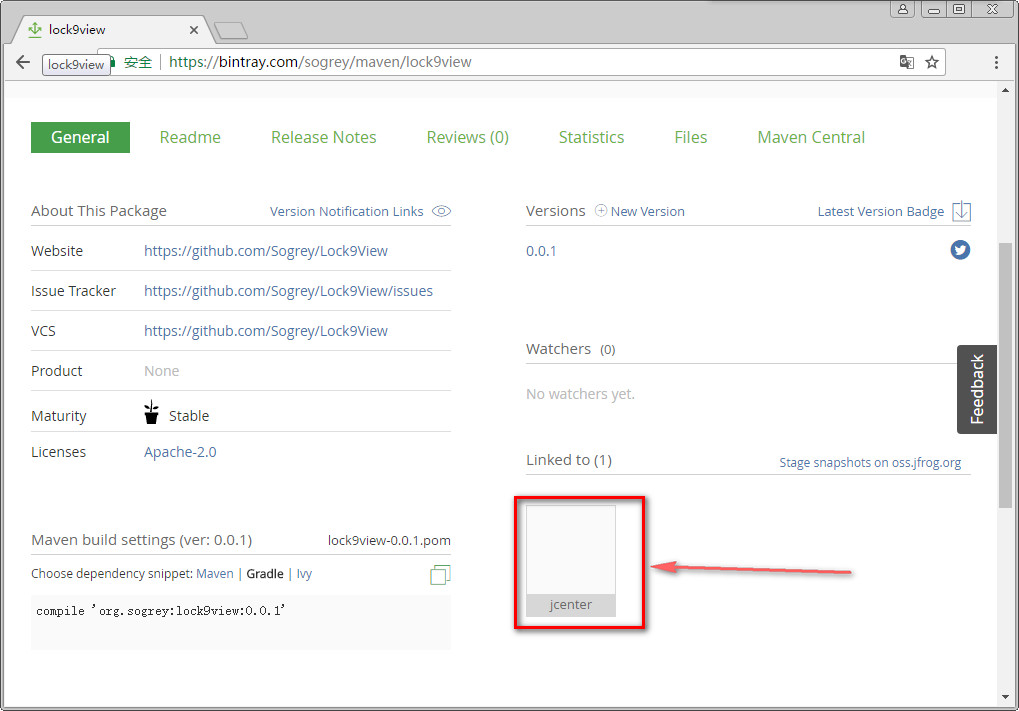 lock9view
lock9view
安全
https://bintray.com/sogrey/maven/lock9view
General
Readme
Release Notes
Reviews (0)
Statistics
Files
Maven Central
About This Package
Version Notification Links
Website
https://github.com/Sogrey/Lock9View
Issue Tracker
https://github.com/Sogrey/Lock9View/issues
VCS
https://github.com/Sogrey/Lock9View
Product
None
Maturity
Stable
Licenses
Apache-2.0
Maven build settings (ver: 0.0.1)
lock9view-0.0.1.pom
Choose dependency snippet: Maven | Gradle | Ivy
compile 'org.sogrey:lock9view:0.0.1'
Versions
New Version
Latest Version Badge
0.0.1
Watchers (0)
No watchers yet.
Linked to (1)
Stage snapshots on oss.jfrog.org
jcenter
Feedback